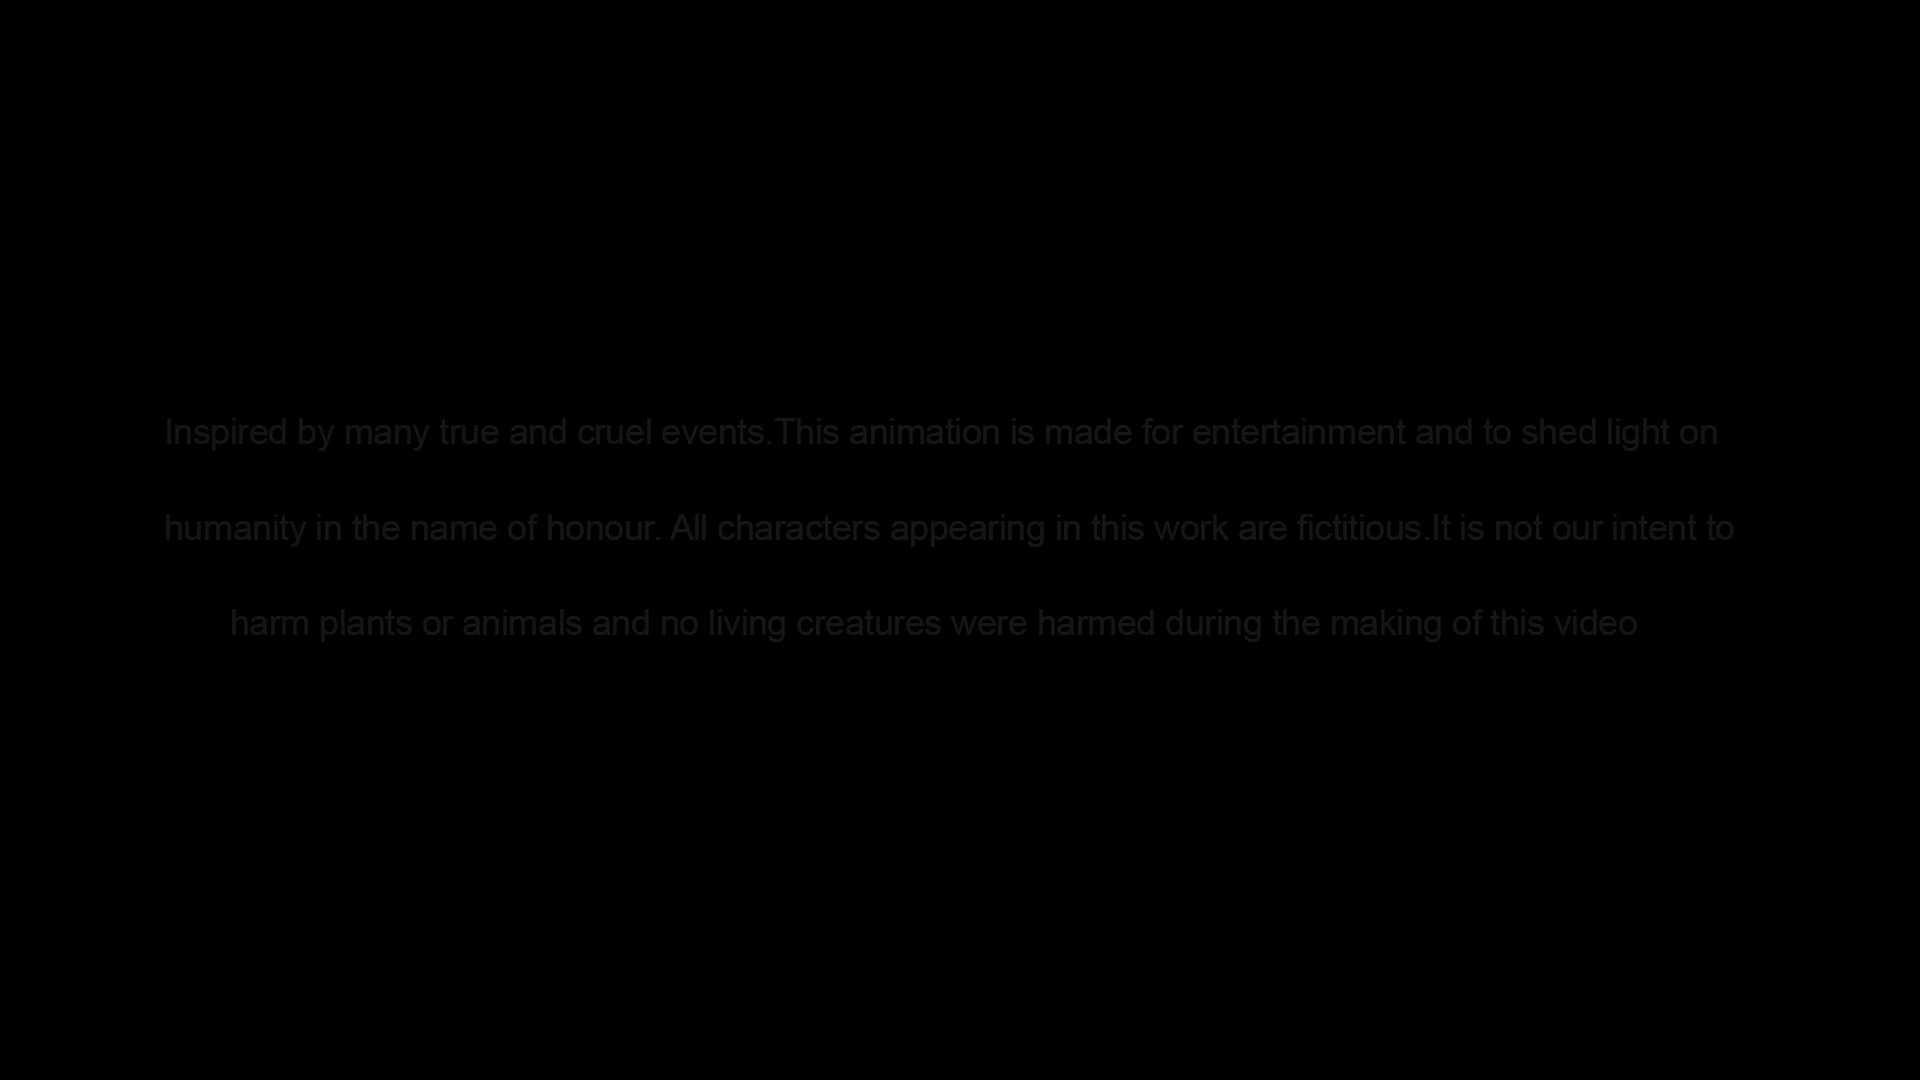 Inspired by many true and cruel events.This animation is made for entertainment and to shed light on
humanity in the name of honour. All characters appearing in this work are fictitious.It is not our intent to
harm plants or animals and no living creatures were harmed during the making of this video